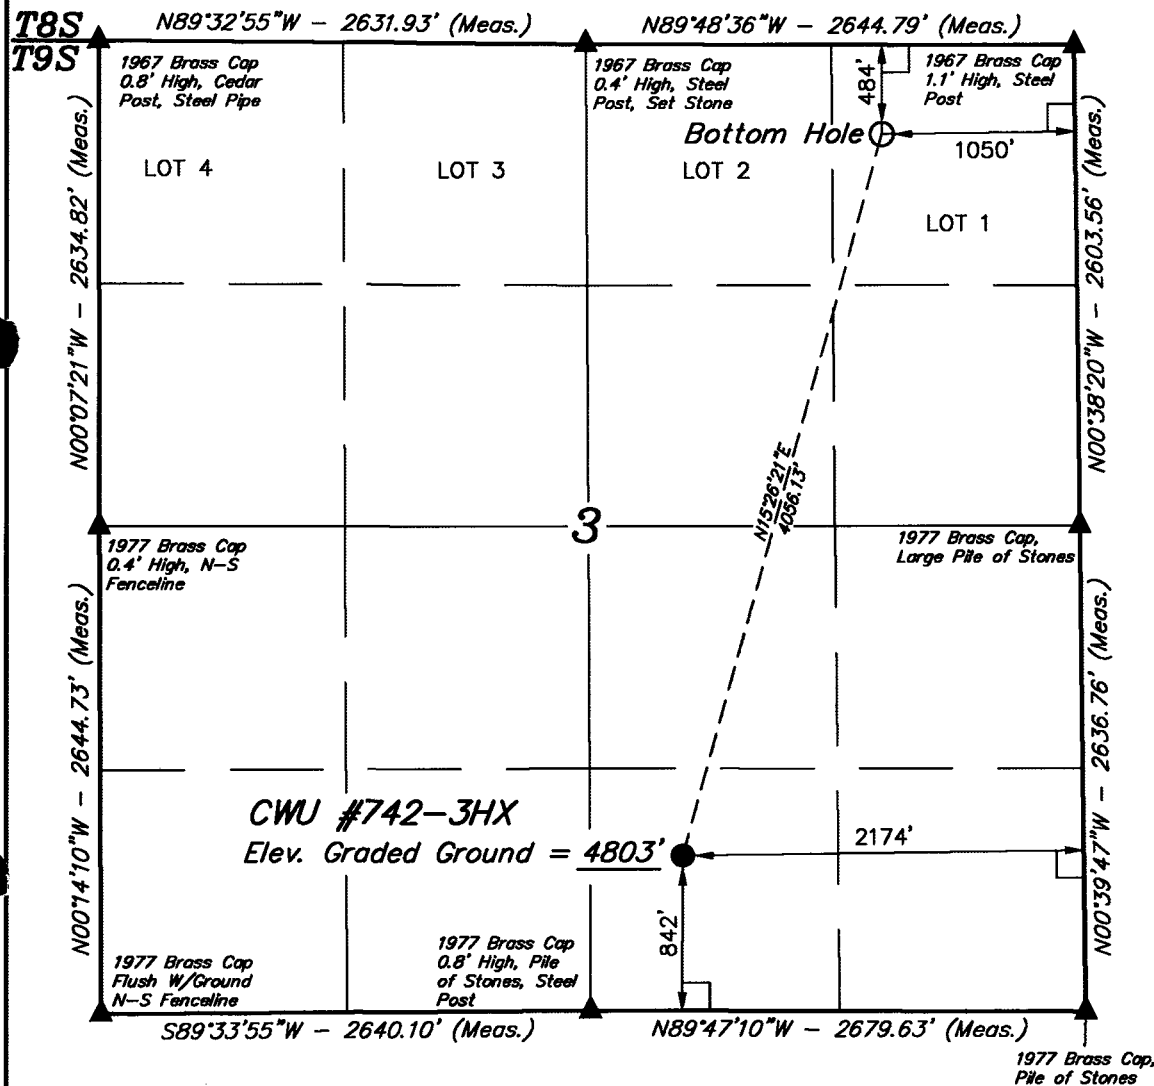 T8S
T9S
N89°32'55"W - 2631.93' (Meas.)
N89°48'36"W - 2644.79' (Meas.)
1967 Brass Cap
0.8' High, Cedar
Post, Steel Pipe
1967 Brass Cap
0.4' High, Steel
Post, Set Stone
484'
1967 Brass Cap
1.1' High, Steel
Post
Bottom Hole
1050'
LOT 4
LOT 3
LOT 2
LOT 1
N00°07'21"W - 2634.82' (Meas.)
N00°38'20"W - 2603.56' (Meas.)
N15°26'21"E
4056.13'
3
1977 Brass Cap
0.4' High, N-S
Fenceline
1977 Brass Cap,
Large Pile of Stones
N00°14'10"W - 2644.73' (Meas.)
N00°39'47"W - 2636.76' (Meas.)
CWU #742-3HX
Elev. Graded Ground = 4803'
2174'
842'
1977 Brass Cap
Flush W/Ground
N-S Fenceline
1977 Brass Cap
0.8' High, Pile
of Stones, Steel
Post
S89°33'55"W - 2640.10' (Meas.)
N89°47'10"W - 2679.63' (Meas.)
1977 Brass Cap,
Pile of Stones